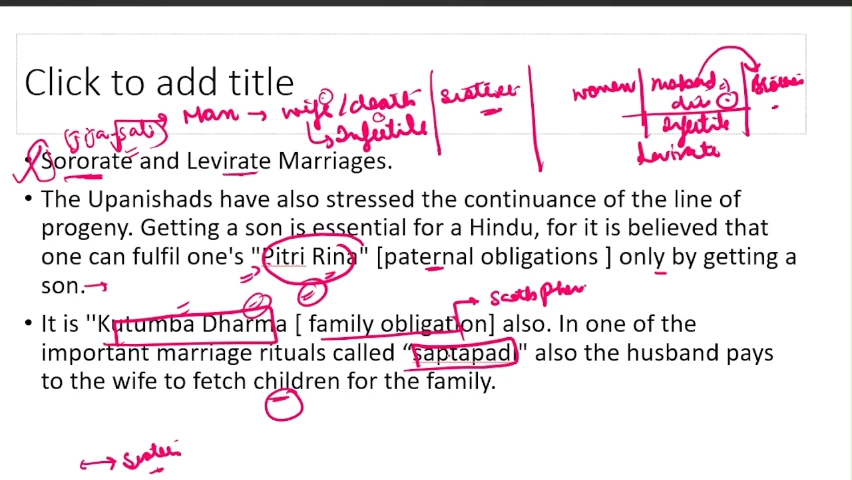 Click to add title
Man → wife / death
Infertile
sister
women
husband
die
Brother
Infertile
Levirate
• Sororate and Levirate Marriages.
• The Upanishads have also stressed the continuance of the line of
progeny. Getting a son is essential for a Hindu, for it is believed that
one can fulfil one's "Pitri Rina" [paternal obligations ] only by getting a
son.
• It is "Kutumba Dharma [ family obligation] also. In one of the
important marriage rituals called “saptapadi" also the husband pays
to the wife to fetch children for the family.